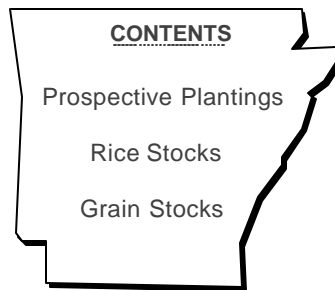 CONTENTS
Prospective Plantings
Rice Stocks
Grain Stocks